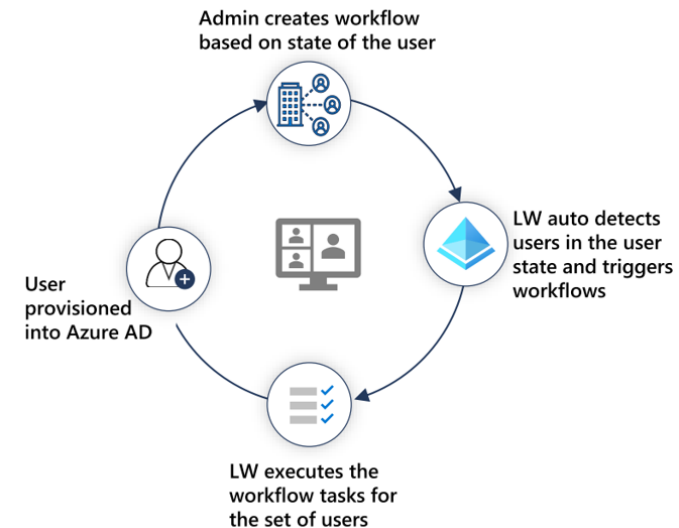 Admin creates workflow
based on state of the user
LW auto detects
users in the user
state and triggers
workflows
User
provisioned
into Azure AD
LW executes the
workflow tasks for
the set of users